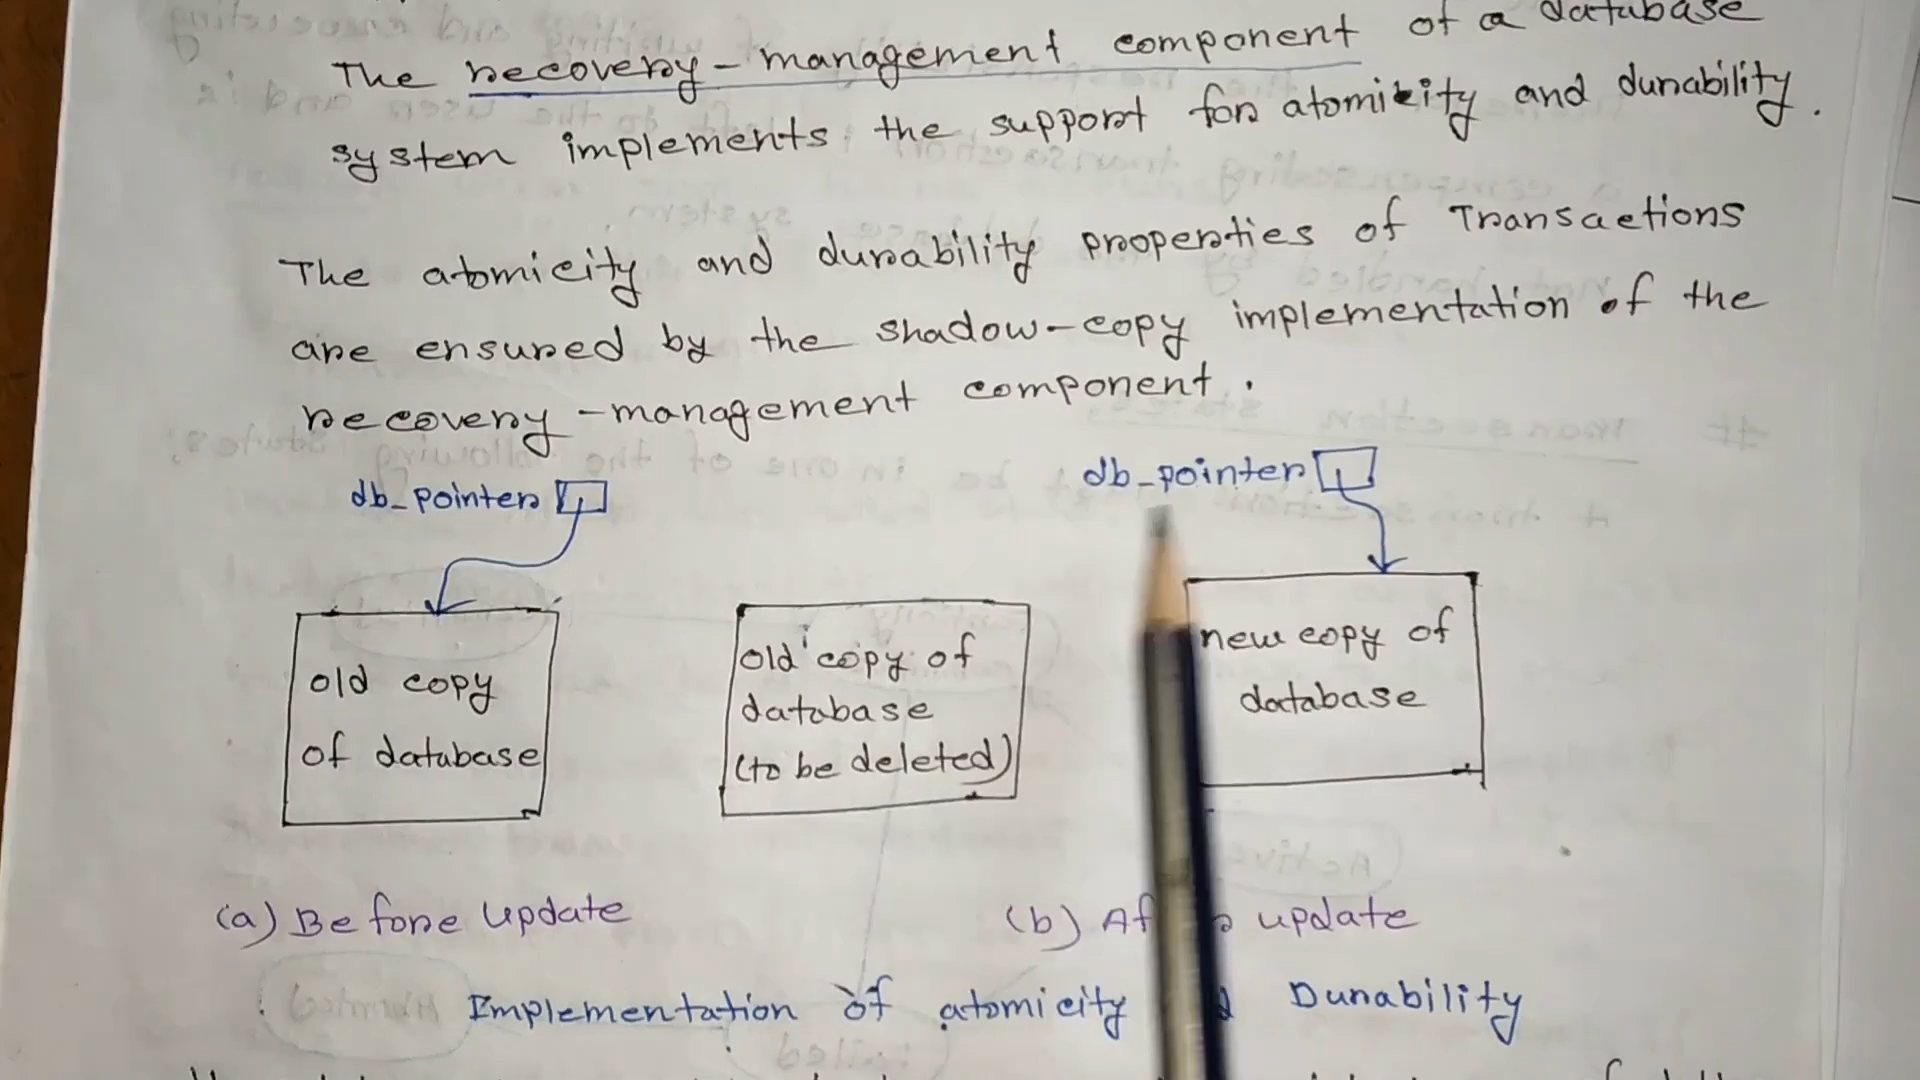 The recovery-management component of a database
system implements the support for atomicity and durability.
The atomicity and durability properties of Transactions
are ensured by the shadow-copy implementation of the
recovery-management component.
db_pointer
db_pointer
old copy
of database
old copy of
database
(to be deleted)
new copy of
database
(a) Before update
(b) Af update
Implementation of atomicity Durability